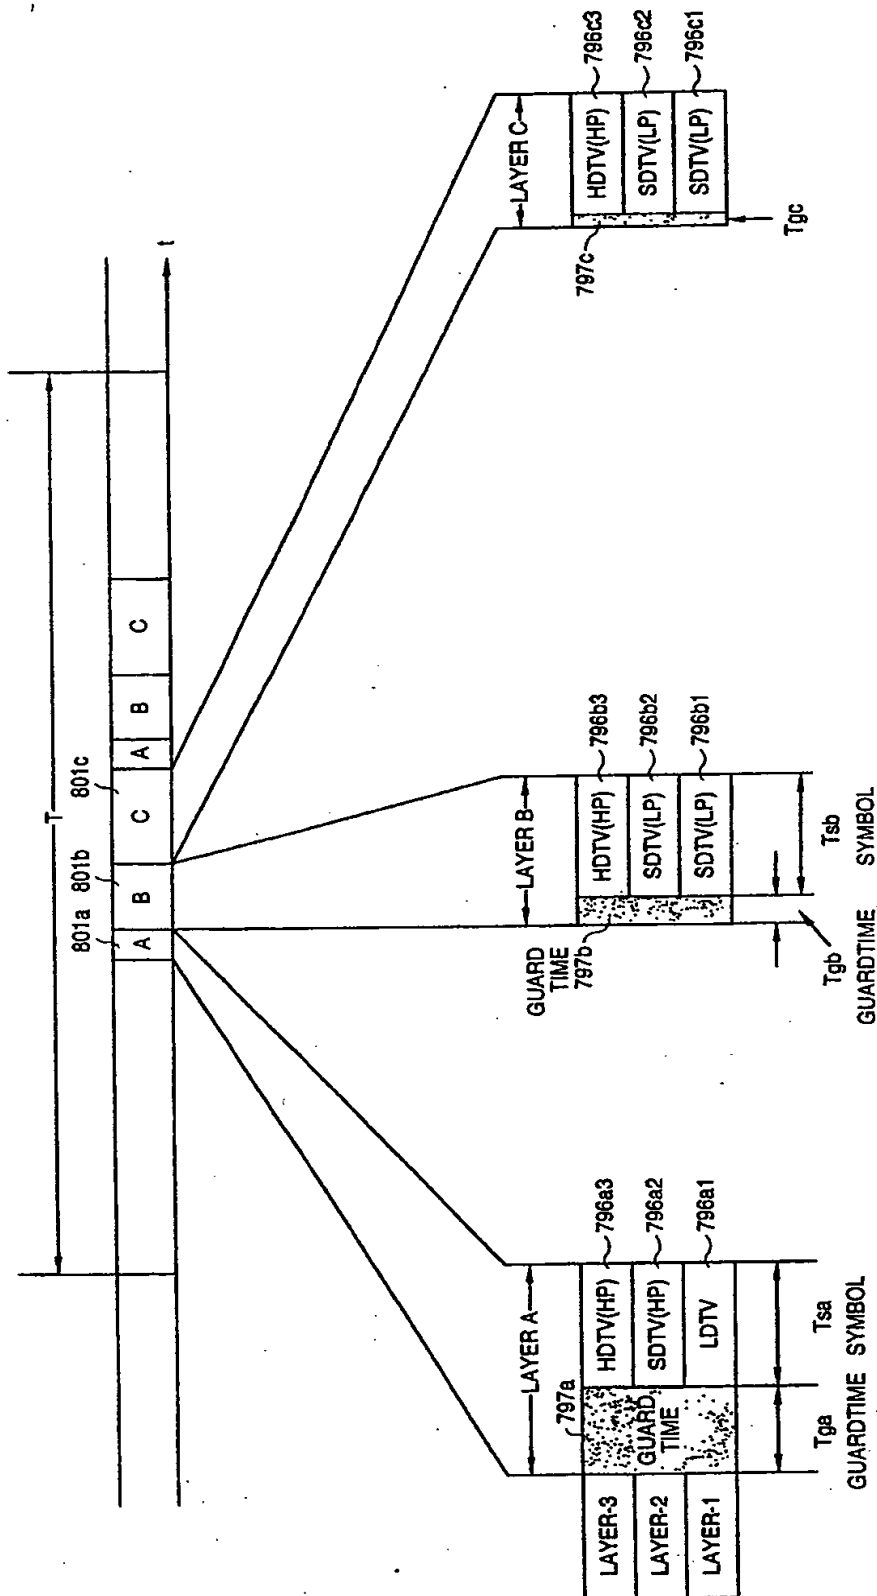 T
t
801a
801b
801c
A
B
C
A
B
C
LAYER A
LAYER B
LAYER C
797a
GUARD
TIME
797b
797c
LAYER-3
LAYER-2
LAYER-1
GUARD
TIME
HDTV(HP)
SDTV(HP)
LDTV
796a3
796a2
796a1
HDTV(HP)
SDTV(LP)
SDTV(LP)
796b3
796b2
796b1
HDTV(HP)
SDTV(LP)
SDTV(LP)
796c3
796c2
796c1
Tga
GUARDTIME
Tsa
SYMBOL
Tgb
GUARDTIME
Tsb
SYMBOL
Tgc